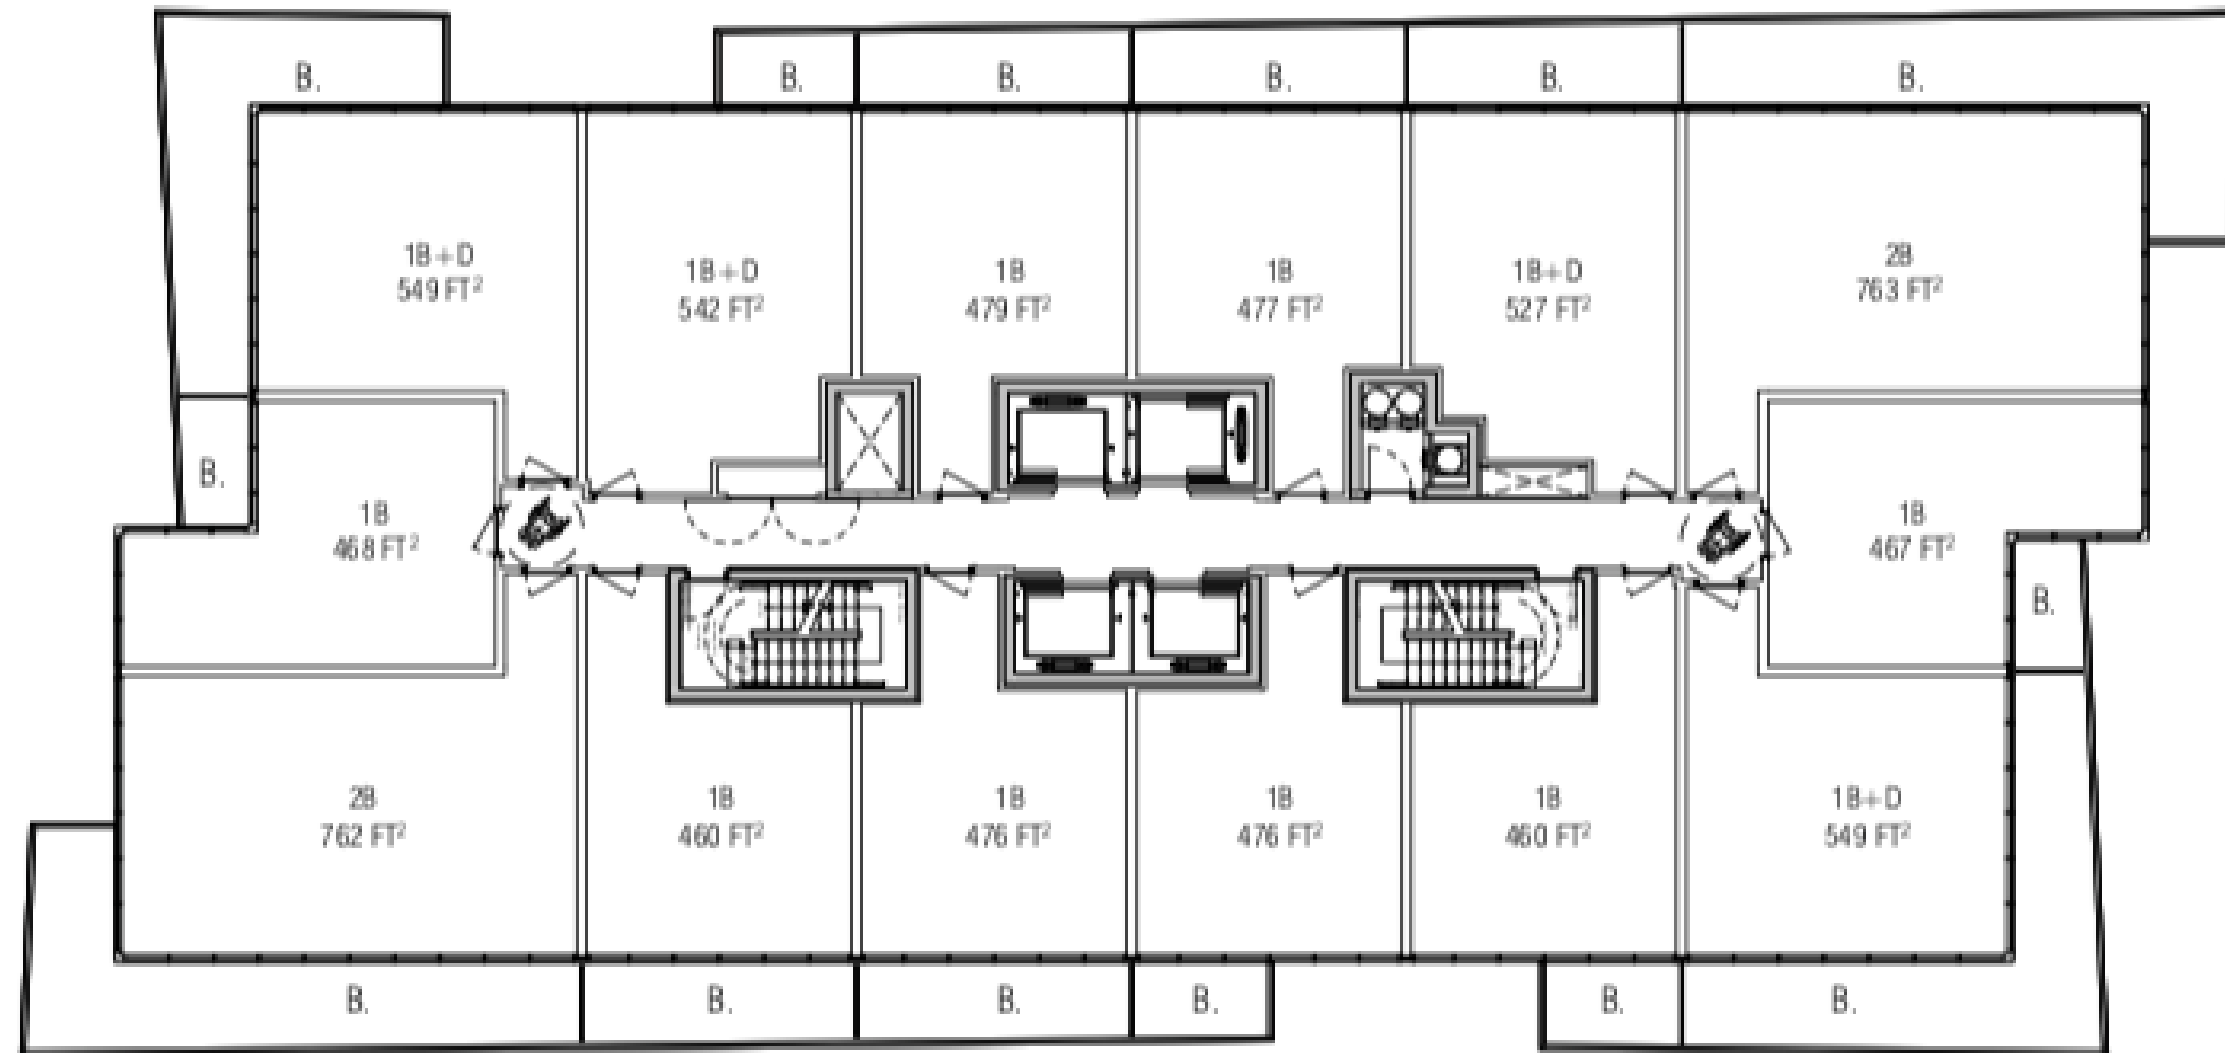 B.
B.
B.
B.
B.
B.
1B+D
549 FT²
1B+D
542 FT²
1B
479 FT²
1B
477 FT²
1B+D
527 FT²
2B
763 FT²
B.
1B
468 FT²
1B
467 FT²
B.
2B
762 FT²
1B
460 FT²
1B
476 FT²
1B
476 FT²
1B
460 FT²
1B+D
549 FT²
B.
B.
B.
B.
B.
B.